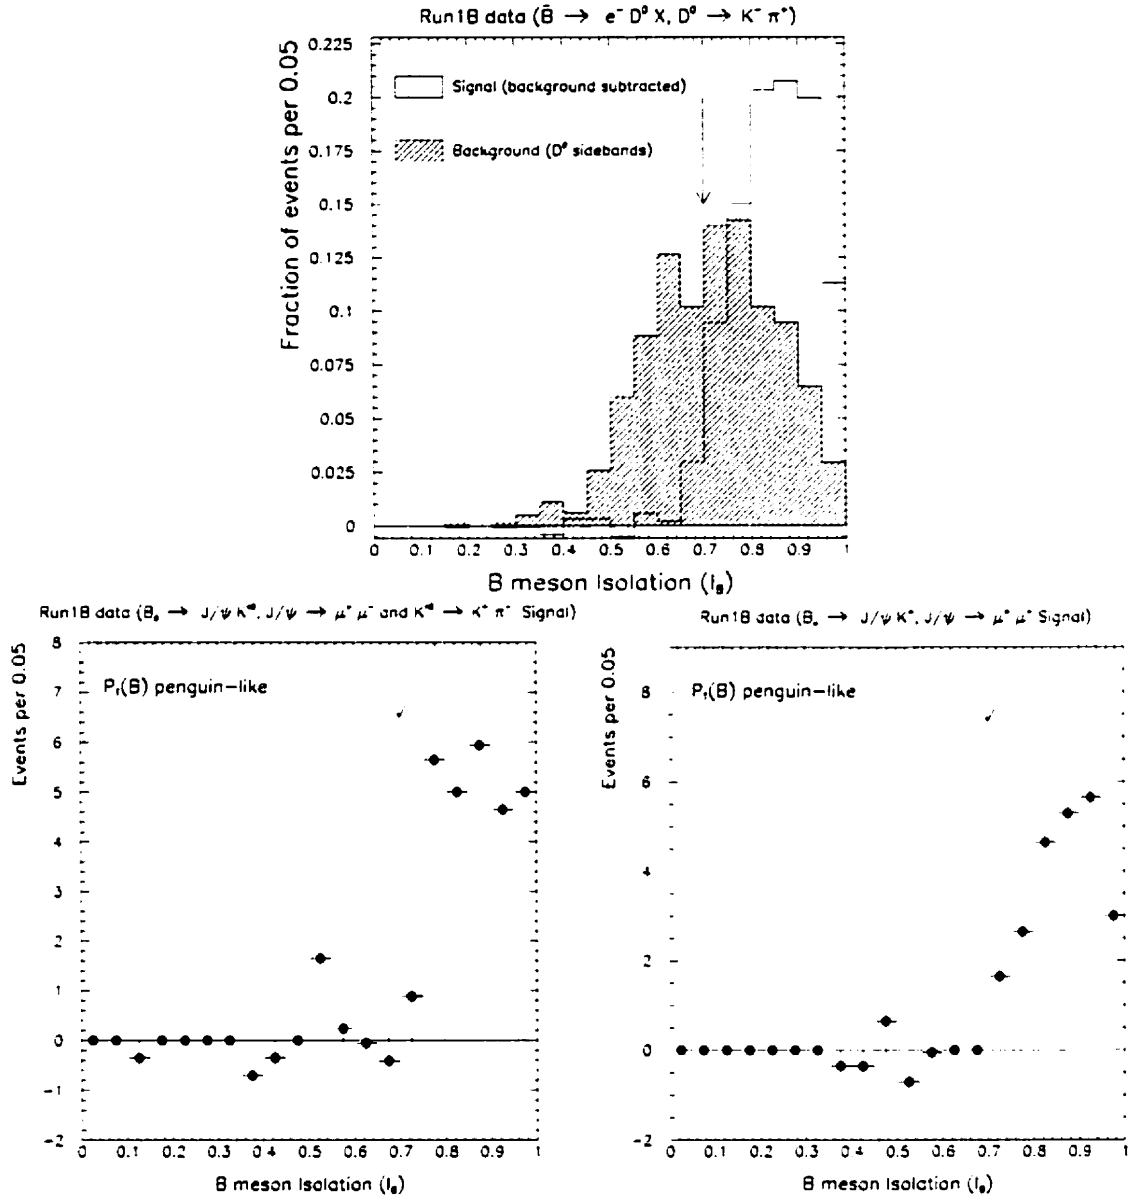 Run1B data (B̄ → e⁻ D⁰ X, D⁰ → K⁻ π⁺)
Fraction of events per 0.05
0.225
0.2
0.175
0.15
0.125
0.1
0.075
0.05
0.025
0
Signal (background subtracted)
Background (D⁰ sidebands)
0 0.1 0.2 0.3 0.4 0.5 0.6 0.7 0.8 0.9 1
B meson Isolation (I_B)
Run1B data (B_d → J/ψ K*⁰, J/ψ → μ⁺ μ⁻ and K*⁰ → K⁺ π⁻ Signal)
Events per 0.05
8
7
6
5
4
3
2
1
0
-1
-2
P_t(B) penguin-like
0 0.1 0.2 0.3 0.4 0.5 0.6 0.7 0.8 0.9 1
B meson Isolation (I_B)
Run1B data (B_u → J/ψ K⁺, J/ψ → μ⁺ μ⁻ Signal)
Events per 0.05
8
6
4
2
0
-2
P_t(B) penguin-like
0 0.1 0.2 0.3 0.4 0.5 0.6 0.7 0.8 0.9 1
B meson Isolation (I_B)